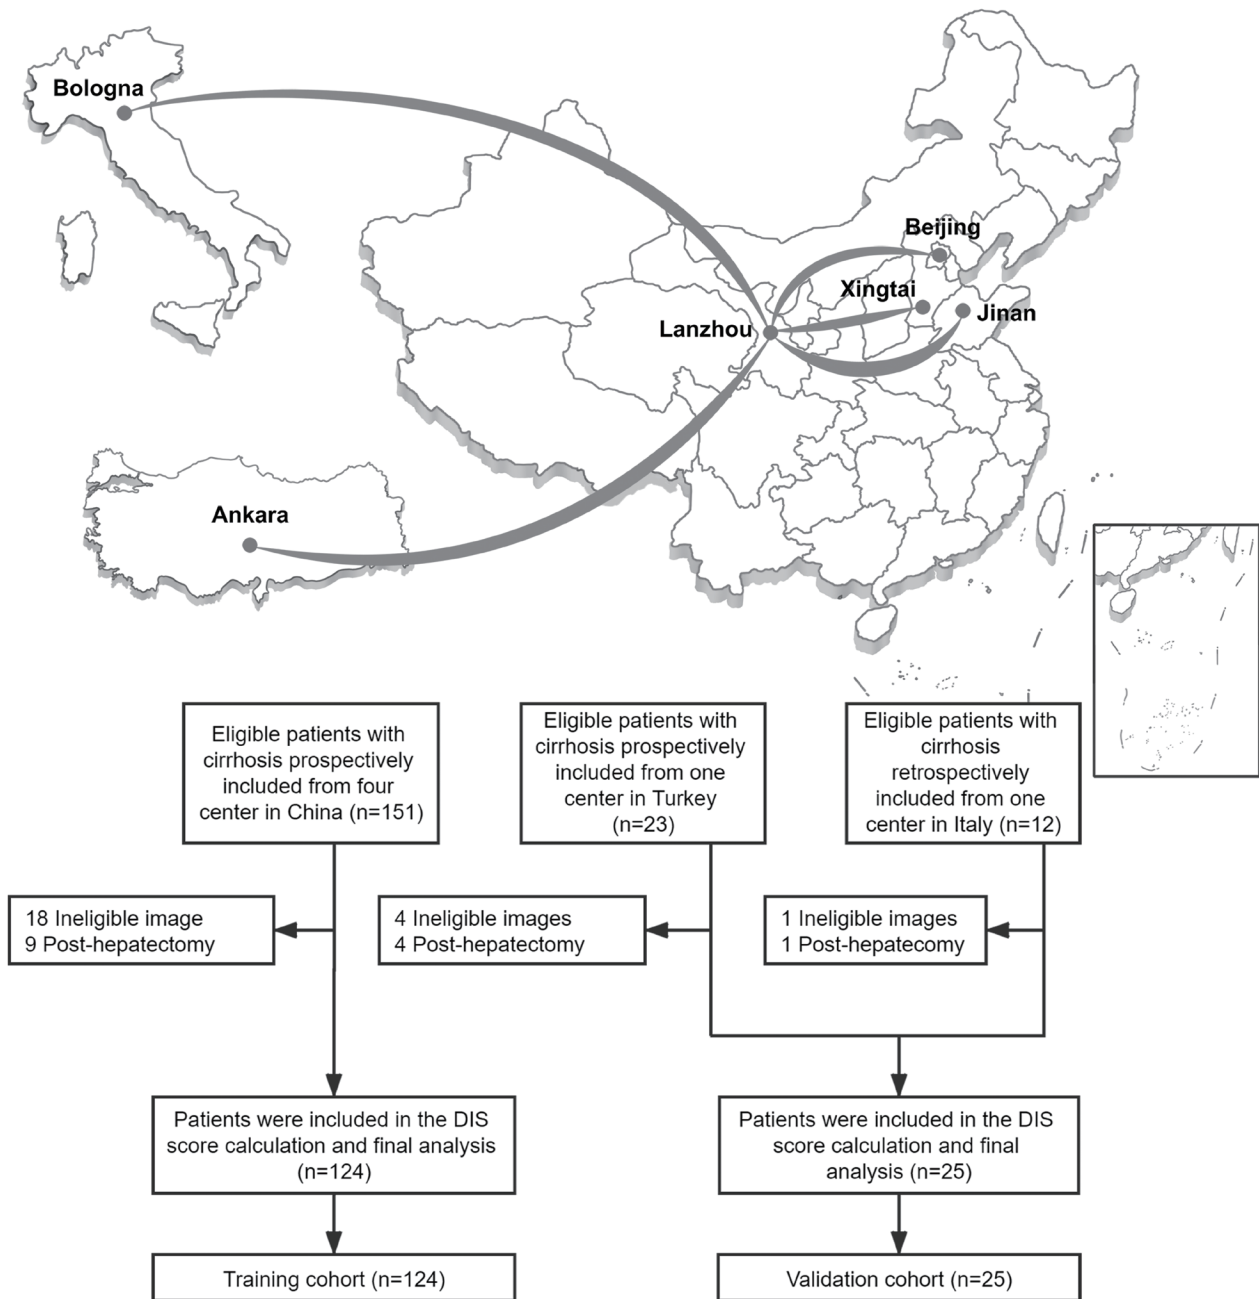 Bologna
Beijing
Xingtai
Jinan
Lanzhou
Ankara
Eligible patients with
cirrhosis prospectively
included from four
center in China (n=151)
Eligible patients with
cirrhosis prospectively
included from one
center in Turkey
(n=23)
Eligible patients with
cirrhosis
retrospectively
included from one
center in Italy (n=12)
18 Ineligible image
9 Post-hepatectomy
4 Ineligible images
4 Post-hepatectomy
1 Ineligible images
1 Post-hepatecomy
Patients were included in the DIS
score calculation and final analysis
(n=124)
Patients were included in the DIS
score calculation and final
analysis (n=25)
Training cohort (n=124)
Validation cohort (n=25)